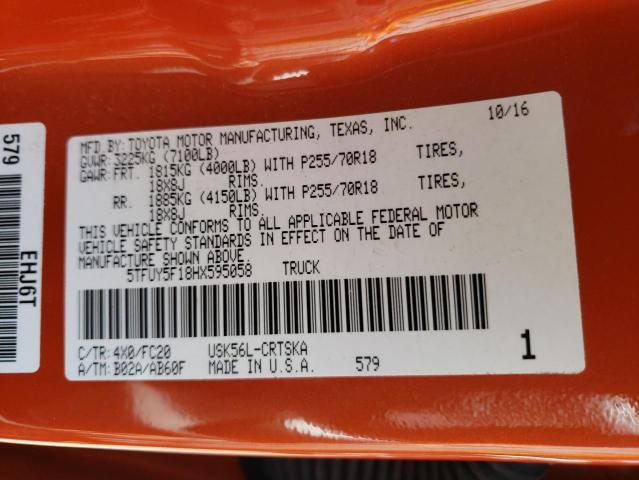 10/16
MFD.BY:TOYOTA MOTOR MANUFACTURING, TEXAS, INC.
GVWR:3225KG (7100LB)
GAWR:FRT. 1815KG (4000LB) WITH P255/70R18 TIRES,
18X8J RIMS.
RR. 1885KG (4150LB) WITH P255/70R18 TIRES,
18X8J RIMS.
THIS VEHICLE CONFORMS TO ALL APPLICABLE FEDERAL MOTOR
VEHICLE SAFETY STANDARDS IN EFFECT ON THE DATE OF
MANUFACTURE SHOWN ABOVE.
5TFUY5F18HX595058 TRUCK
C/TR:4X0/FC20 USK56L-CRTSKA
A/TM:B02A/AB60F MADE IN U.S.A. 579
1
579
EHJ6T